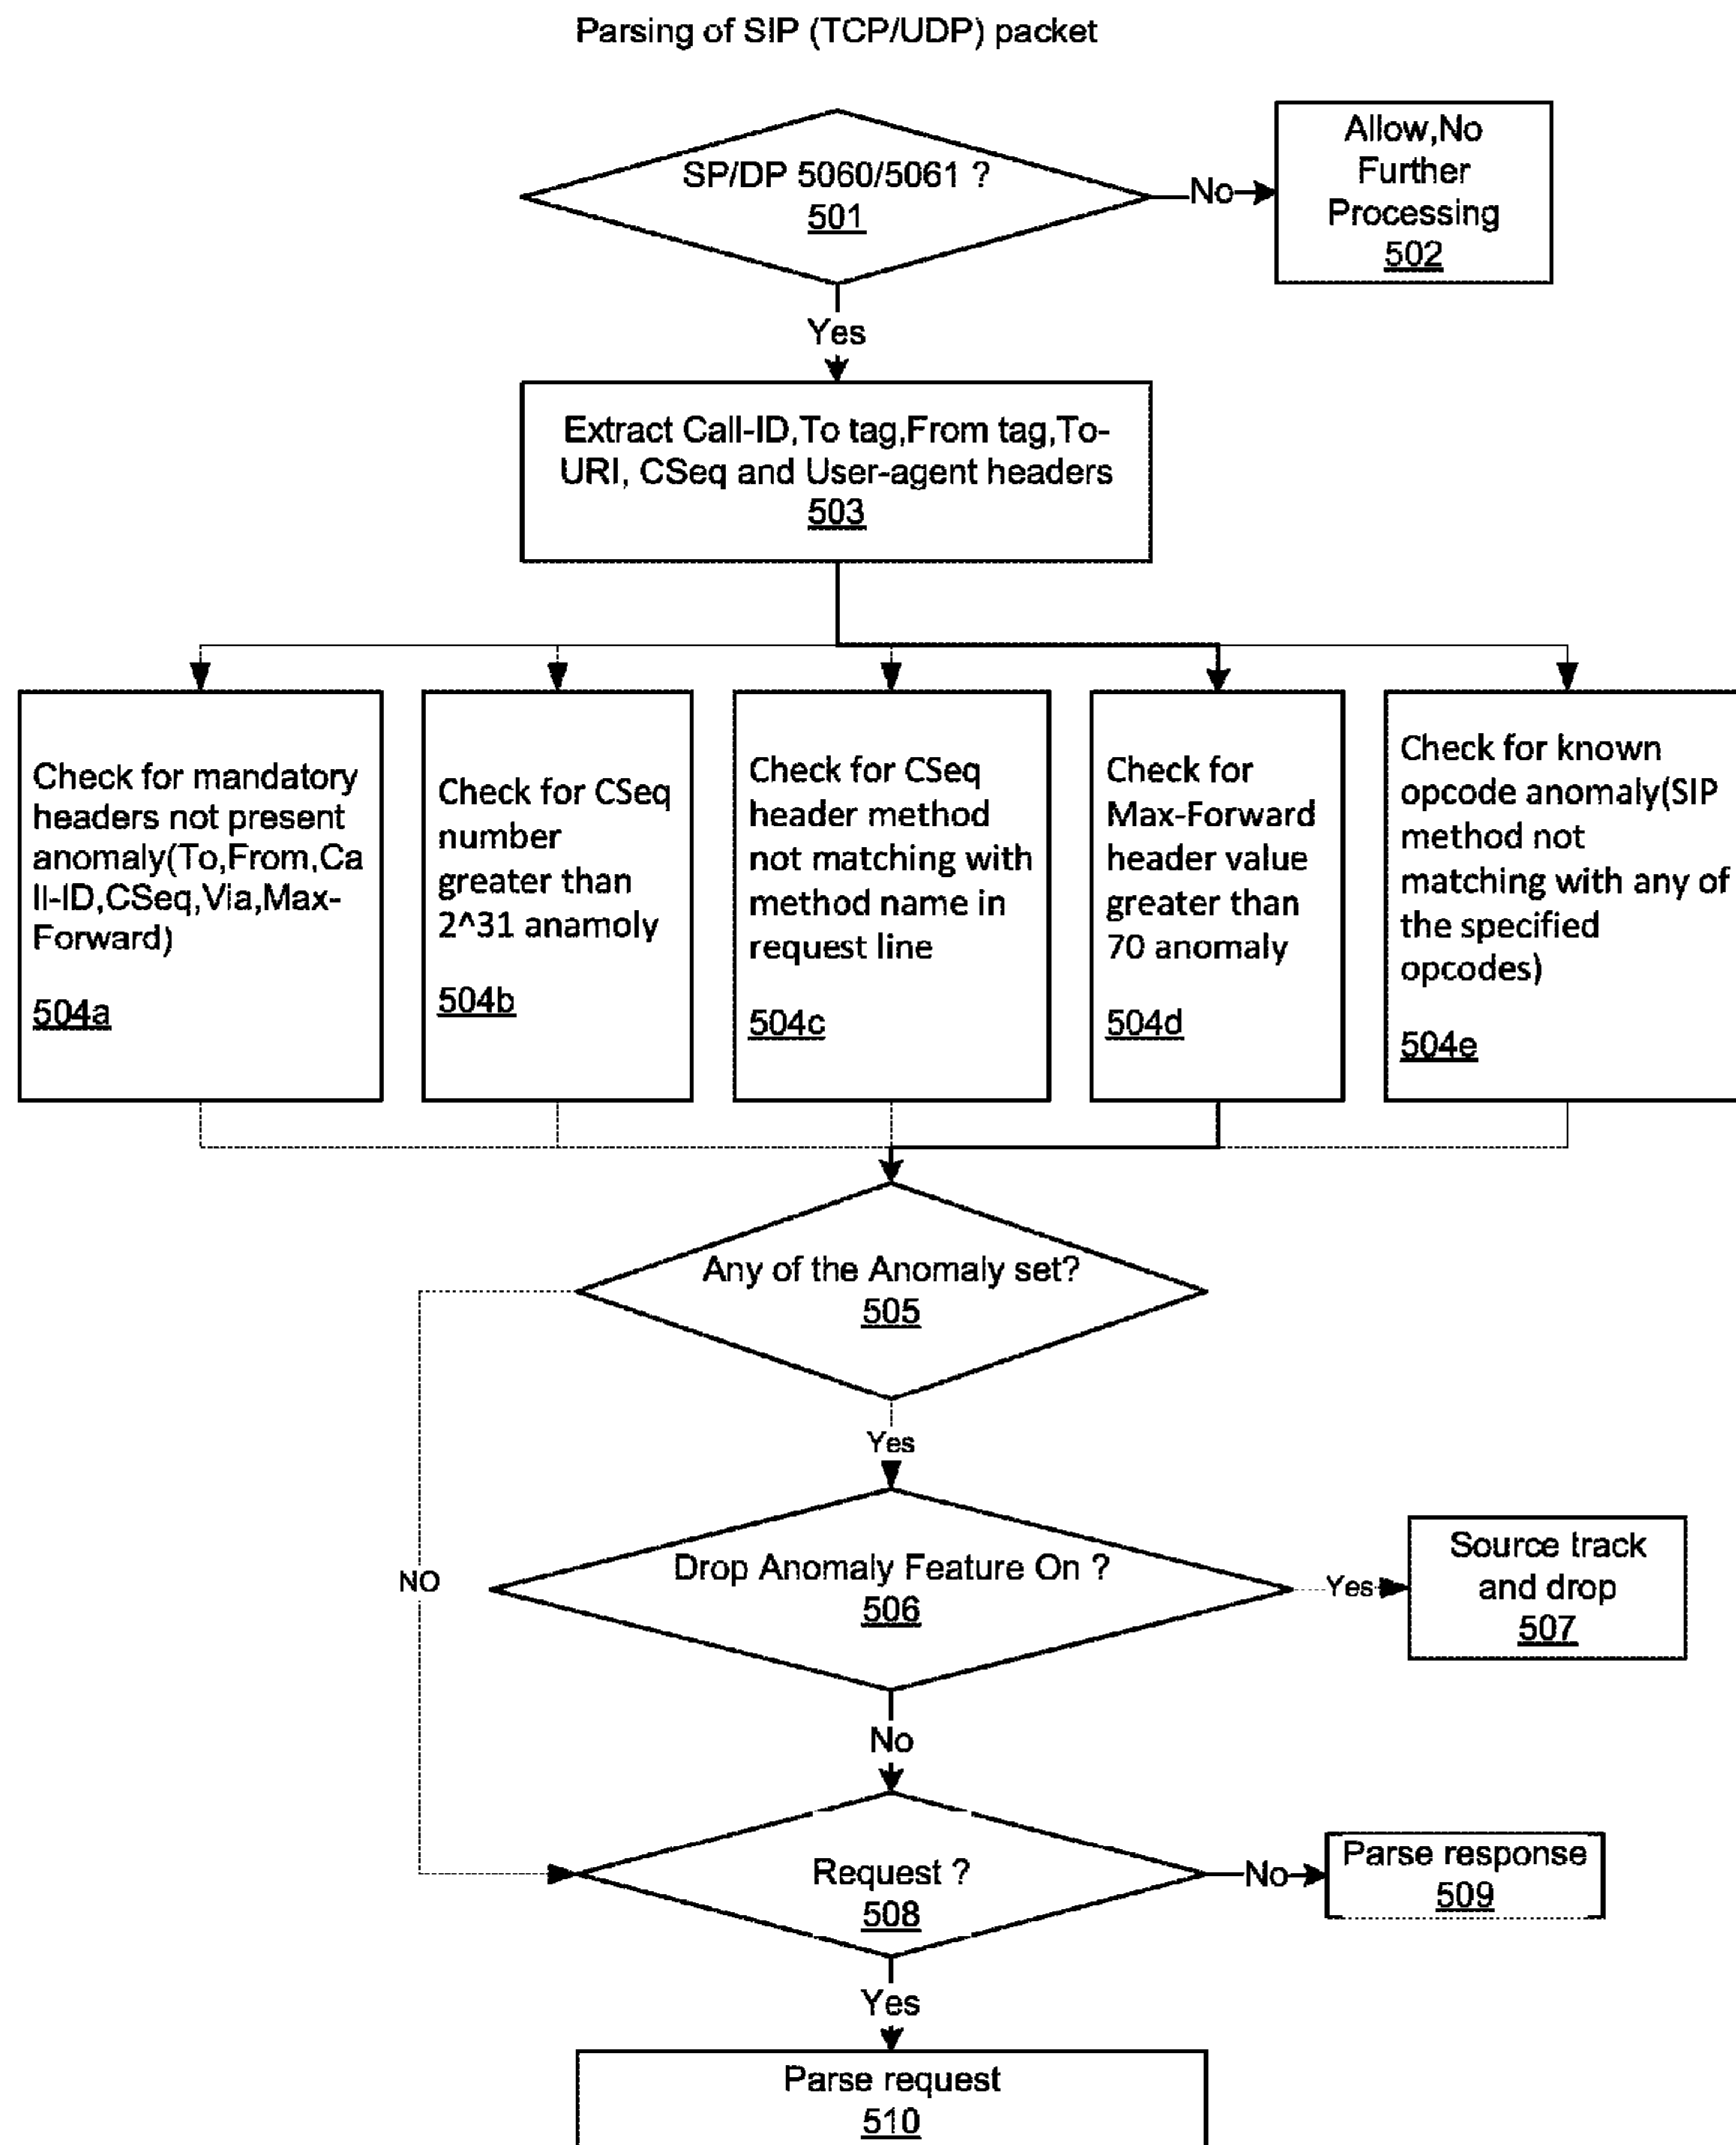 Parsing of SIP (TCP/UDP) packet
SP/DP 5060/5061 ?
501
No
Allow,No
Further
Processing
502
Yes
Extract Call-ID,To tag,From tag,To-
URI, CSeq and User-agent headers
503
Check for mandatory
headers not present
anomaly(To,From,Ca
ll-ID,CSeq,Via,Max-
Forward)
504a
Check for CSeq
number
greater than
2^31 anamoly
504b
Check for CSeq
header method
not matching with
method name in
request line
504c
Check for
Max-Forward
header value
greater than
70 anomaly
504d
Check for known
opcode anomaly(SIP
method not
matching with any of
the specified
opcodes)
504e
Any of the Anomaly set?
505
Yes
NO
Drop Anomaly Feature On ?
506
Yes
Source track
and drop
507
No
Request ?
508
No
Parse response
509
Yes
Parse request
510